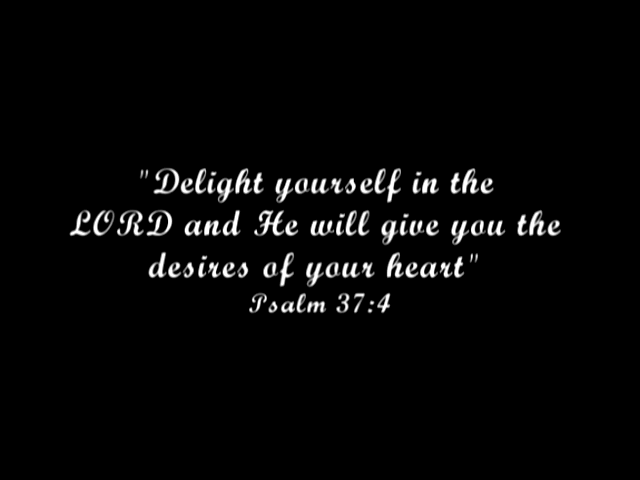 "Delight yourself in the
LORD and He will give you the
desires of your heart"
Psalm 37:4